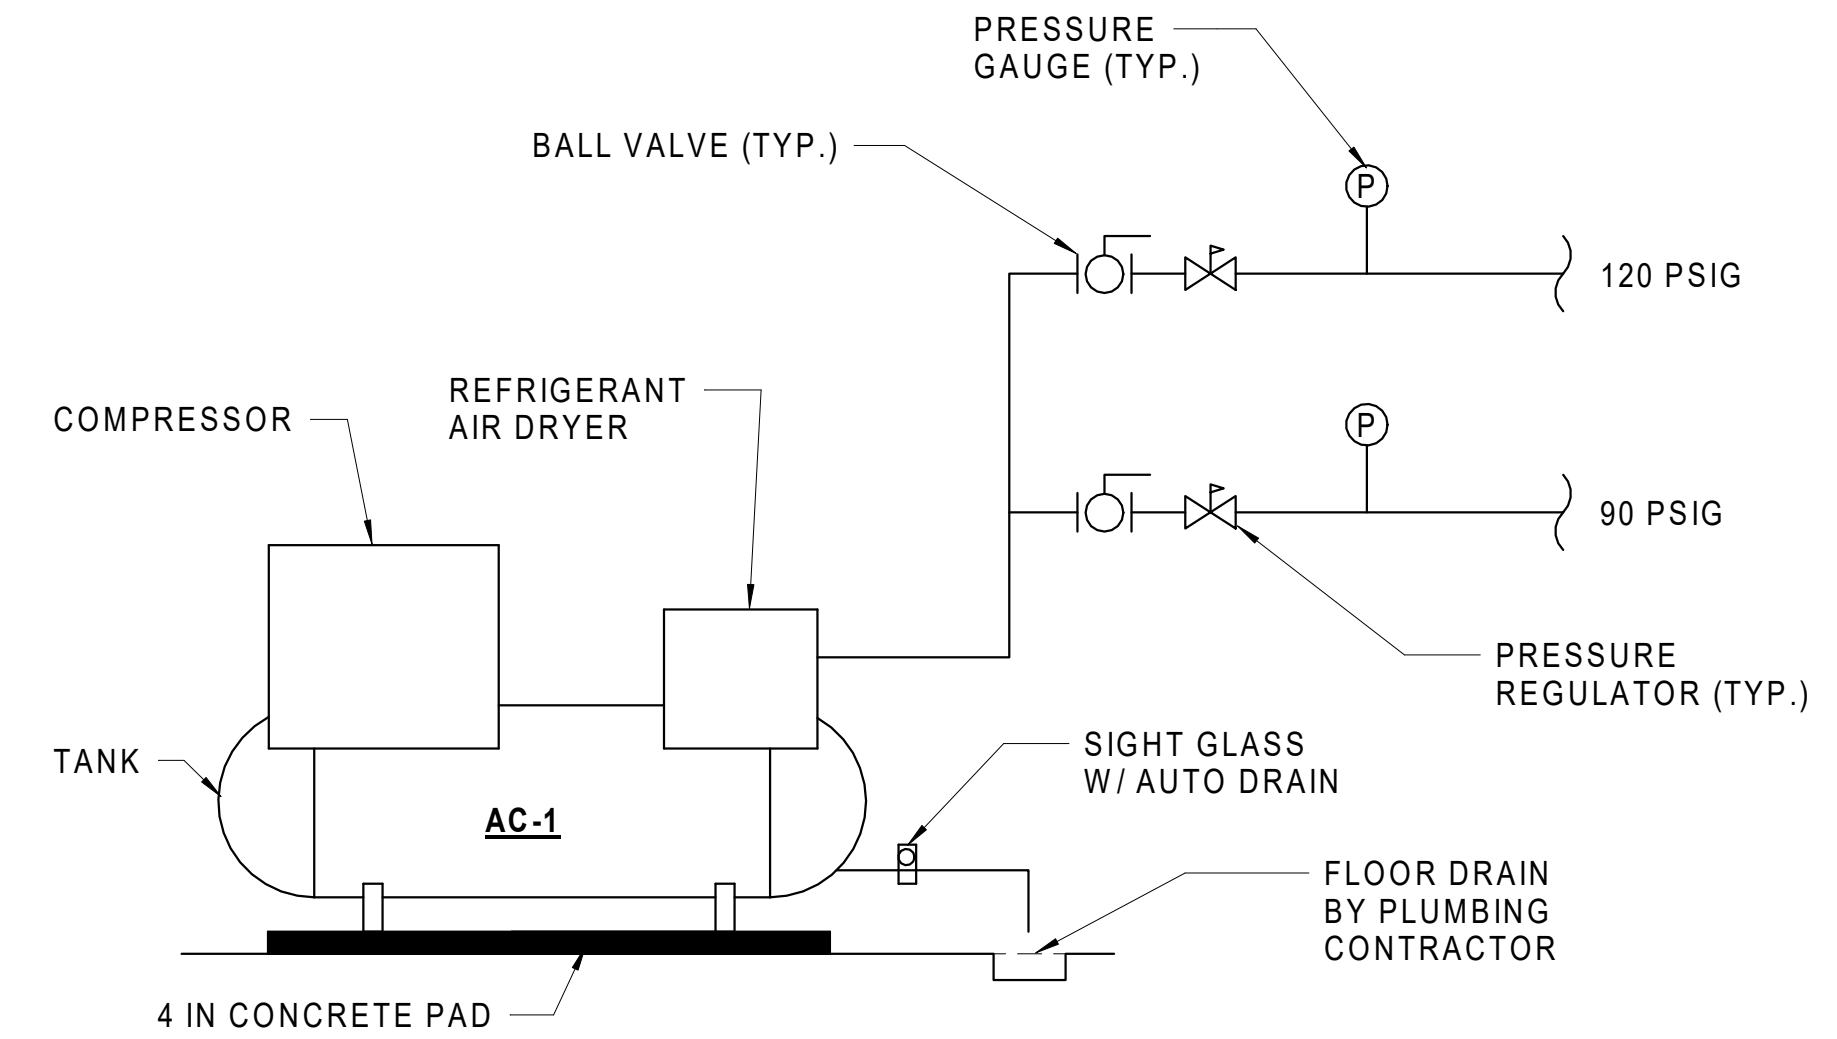 PRESSURE
GAUGE (TYP.)
BALL VALVE (TYP.)
P
120 PSIG
REFRIGERANT
AIR DRYER
COMPRESSOR
P
90 PSIG
PRESSURE
REGULATOR (TYP.)
SIGHT GLASS
W/ AUTO DRAIN
TANK
AC-1
FLOOR DRAIN
BY PLUMBING
CONTRACTOR
4 IN CONCRETE PAD